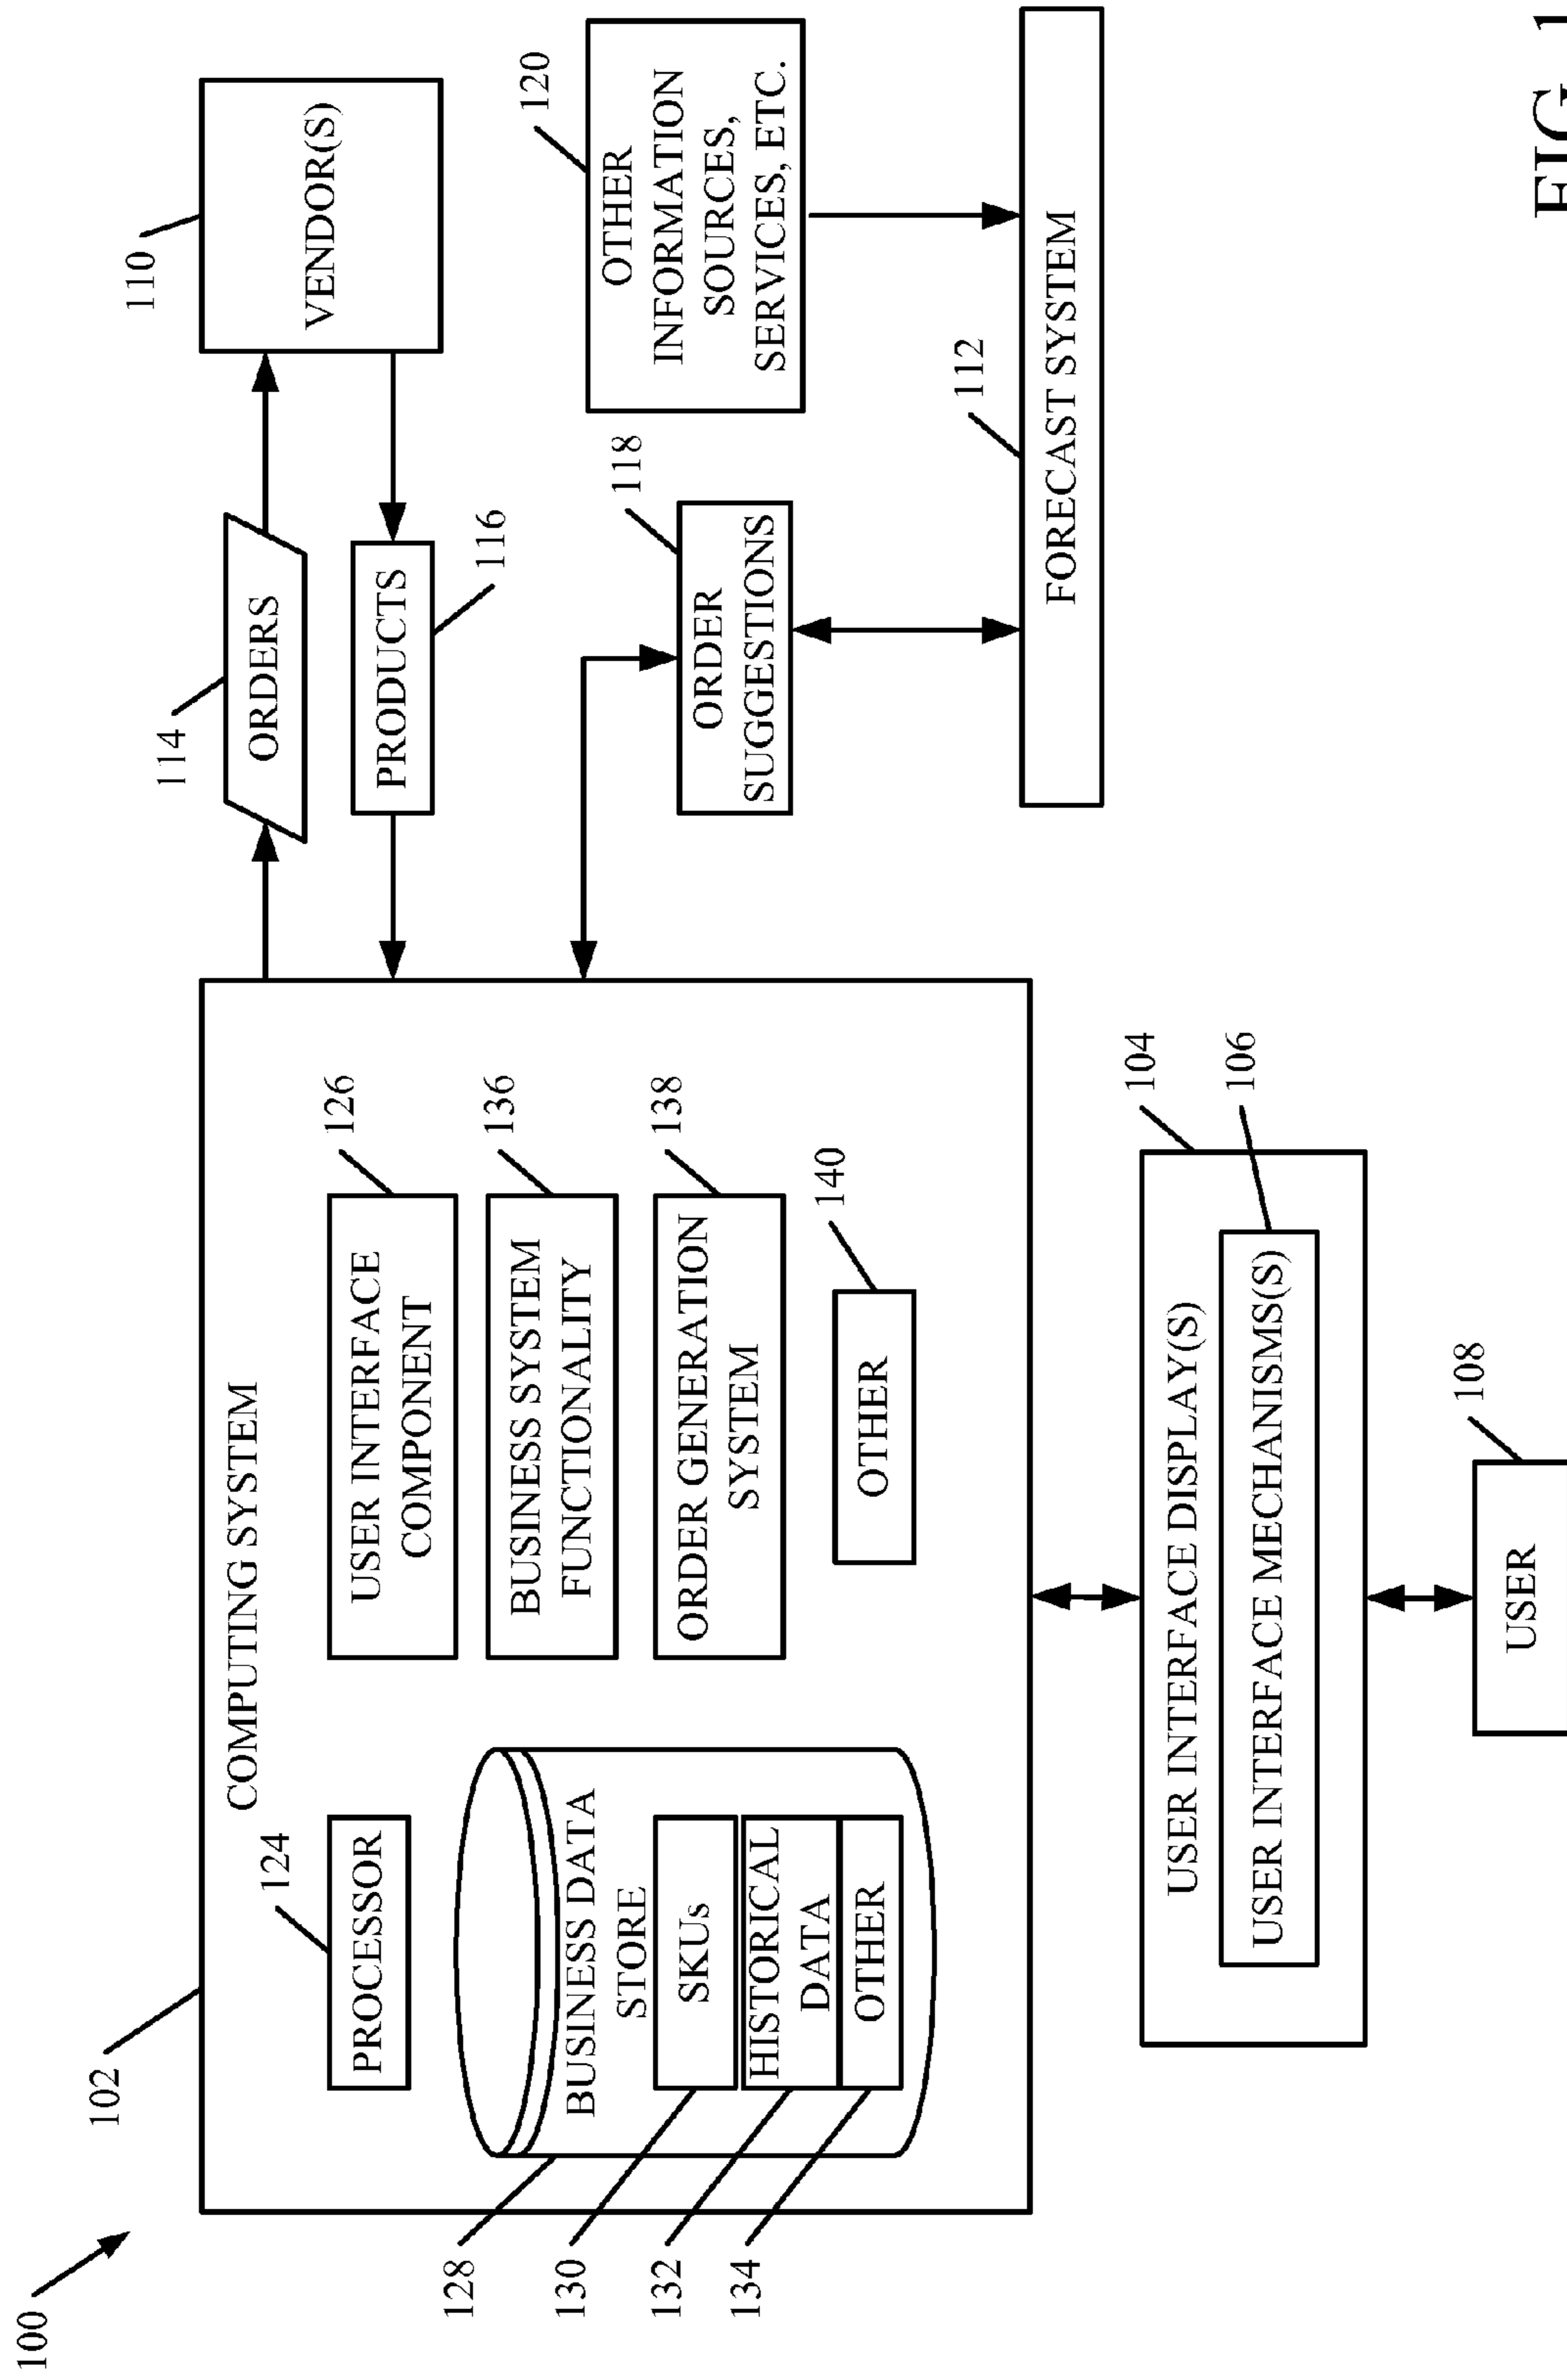 100
102
COMPUTING SYSTEM
124
PROCESSOR
128
BUSINESS DATA
STORE
130
SKUs
132
HISTORICAL
DATA
134
OTHER
126
USER INTERFACE
COMPONENT
136
BUSINESS SYSTEM
FUNCTIONALITY
138
ORDER GENERATION
SYSTEM
140
OTHER
114
ORDERS
PRODUCTS
116
110
VENDOR(S)
118
ORDER
SUGGESTIONS
120
OTHER
INFORMATION
SOURCES,
SERVICES, ETC.
112
FORECAST SYSTEM
104
USER INTERFACE DISPLAY(S)
106
USER INTERFACE MECHANISMS(S)
108
USER
FIG. 1